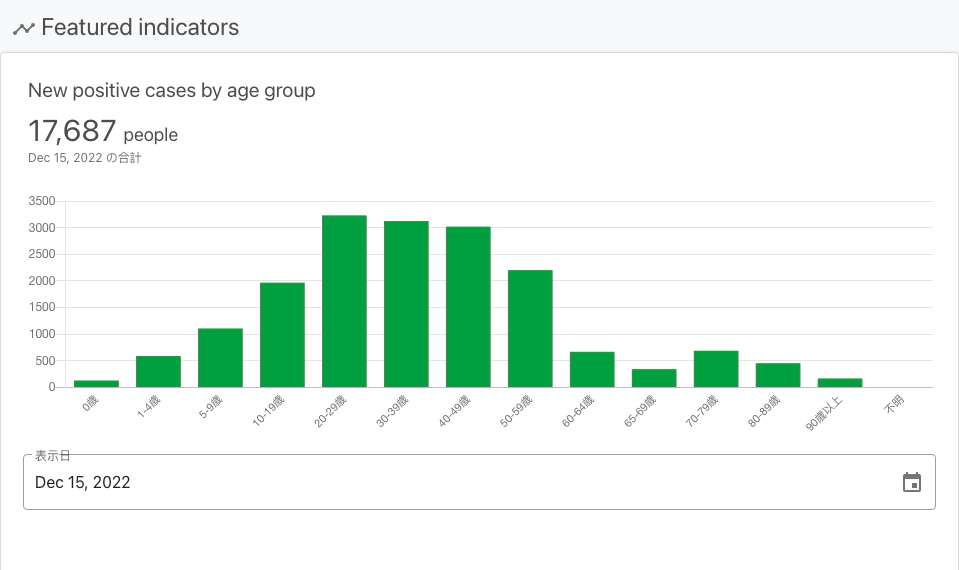 Featured indicators
New positive cases by age group
17,687 people
Dec 15, 2022 の合計
3500
3000
2500
2000
1500
1000
500
0
0歳
1-4歳
5-9歳
10-19歳
20-29歳
30-39歳
40-49歳
50-59歳
60-64歳
65-69歳
70-79歳
80-89歳
90歳以上
不明
表示日
Dec 15, 2022